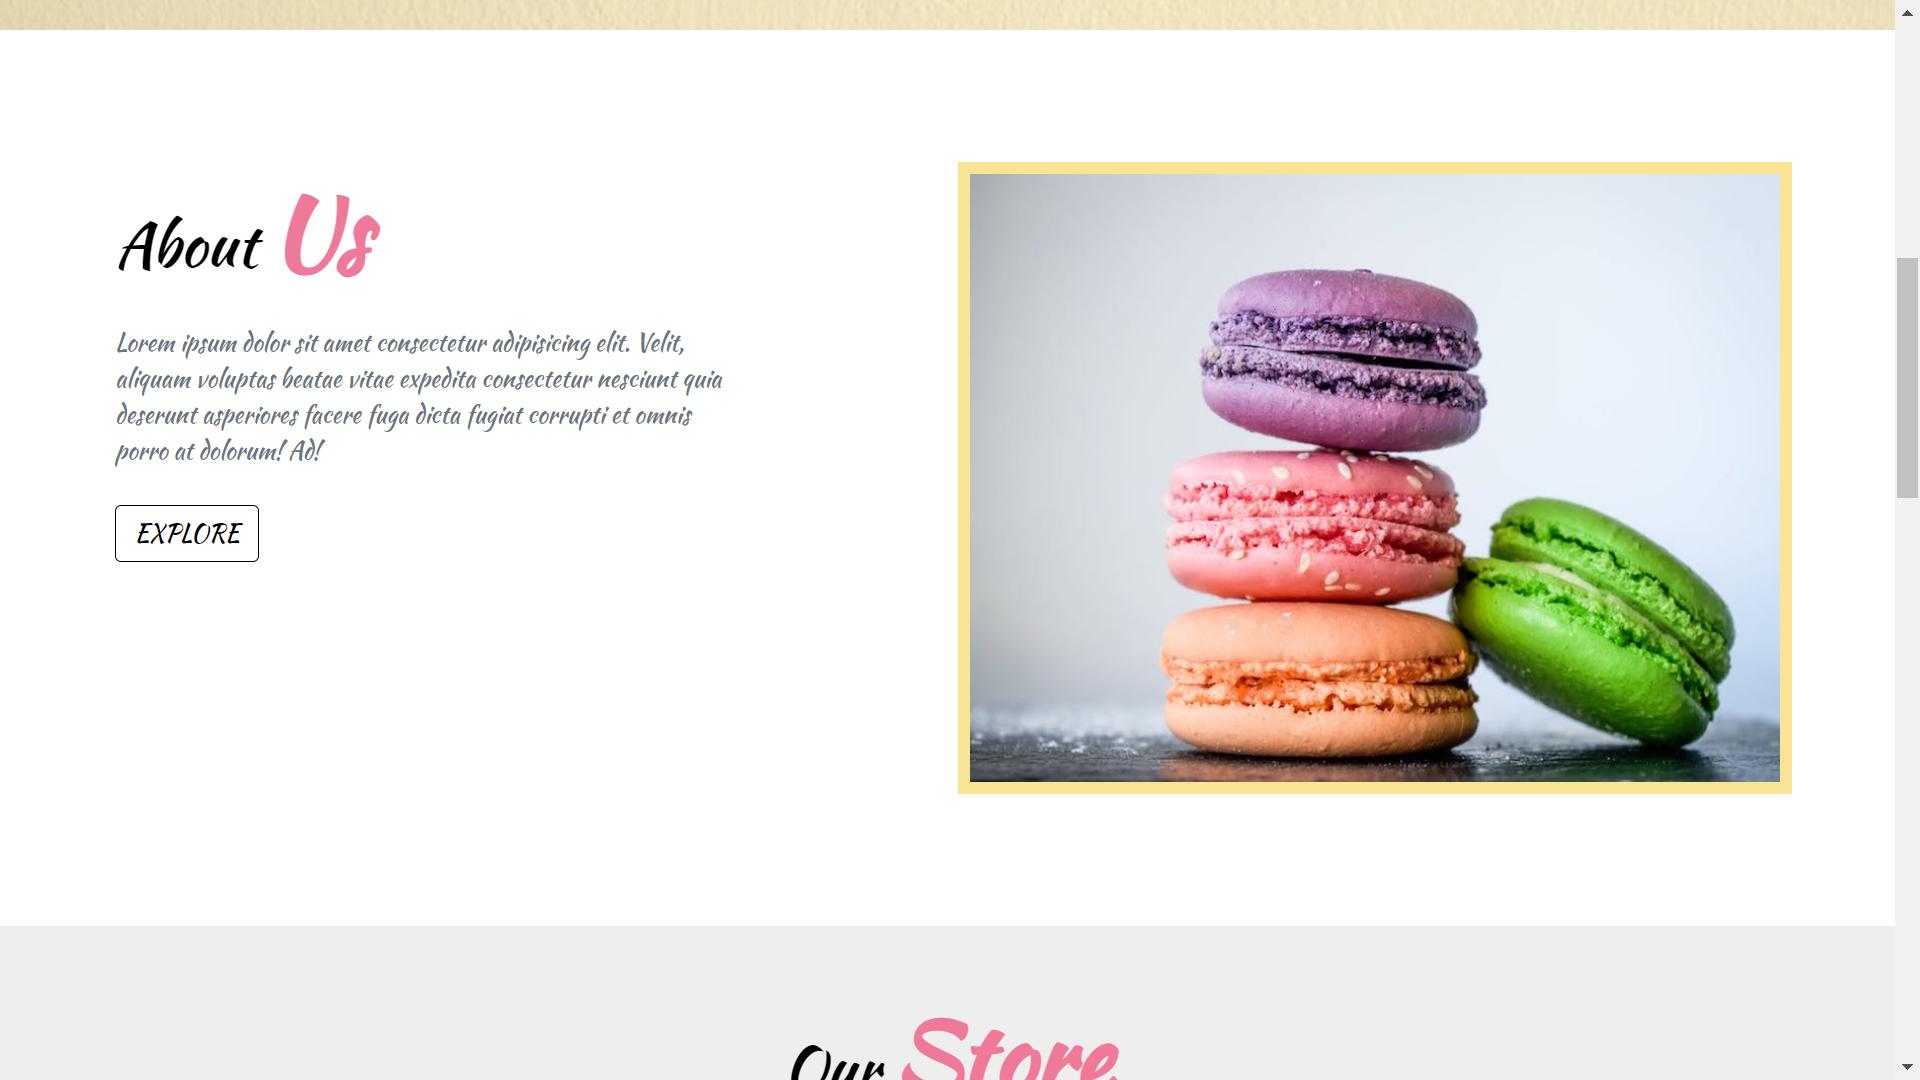 About Us
Lorem ipsum dolor sit amet consectetur adipisicing elit. Velit,
aliquam voluptas beatae vitae expedita consectetur nesciunt quia
deserunt asperiores facere fuga dicta fugiat corrupti et omnis
porro at dolorum! Ad!
EXPLORE
Our Store